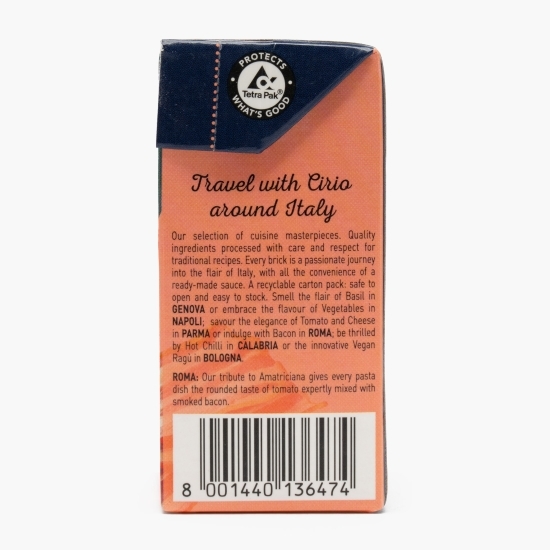 PROTECTS
Tetra Pak®
WHAT'S GOOD
Travel with Cirio
around Italy
Our selection of cuisine masterpieces. Quality
ingredients processed with care and respect for
traditional recipes. Every brick is a passionate journey
into the flair of Italy, with all the convenience of a
ready-made sauce. A recyclable carton pack: safe to
open and easy to stock. Smell the flair of Basil in
GENOVA or embrace the flavour of Vegetables in
NAPOLI; savour the elegance of Tomato and Cheese
in PARMA or indulge with Bacon in ROMA; be thrilled
by Hot Chilli in CALABRIA or the innovative Vegan
Ragù in BOLOGNA.
ROMA: Our tribute to Amatriciana gives every pasta
dish the rounded taste of tomato expertly mixed with
smoked bacon.
8 001440 136474